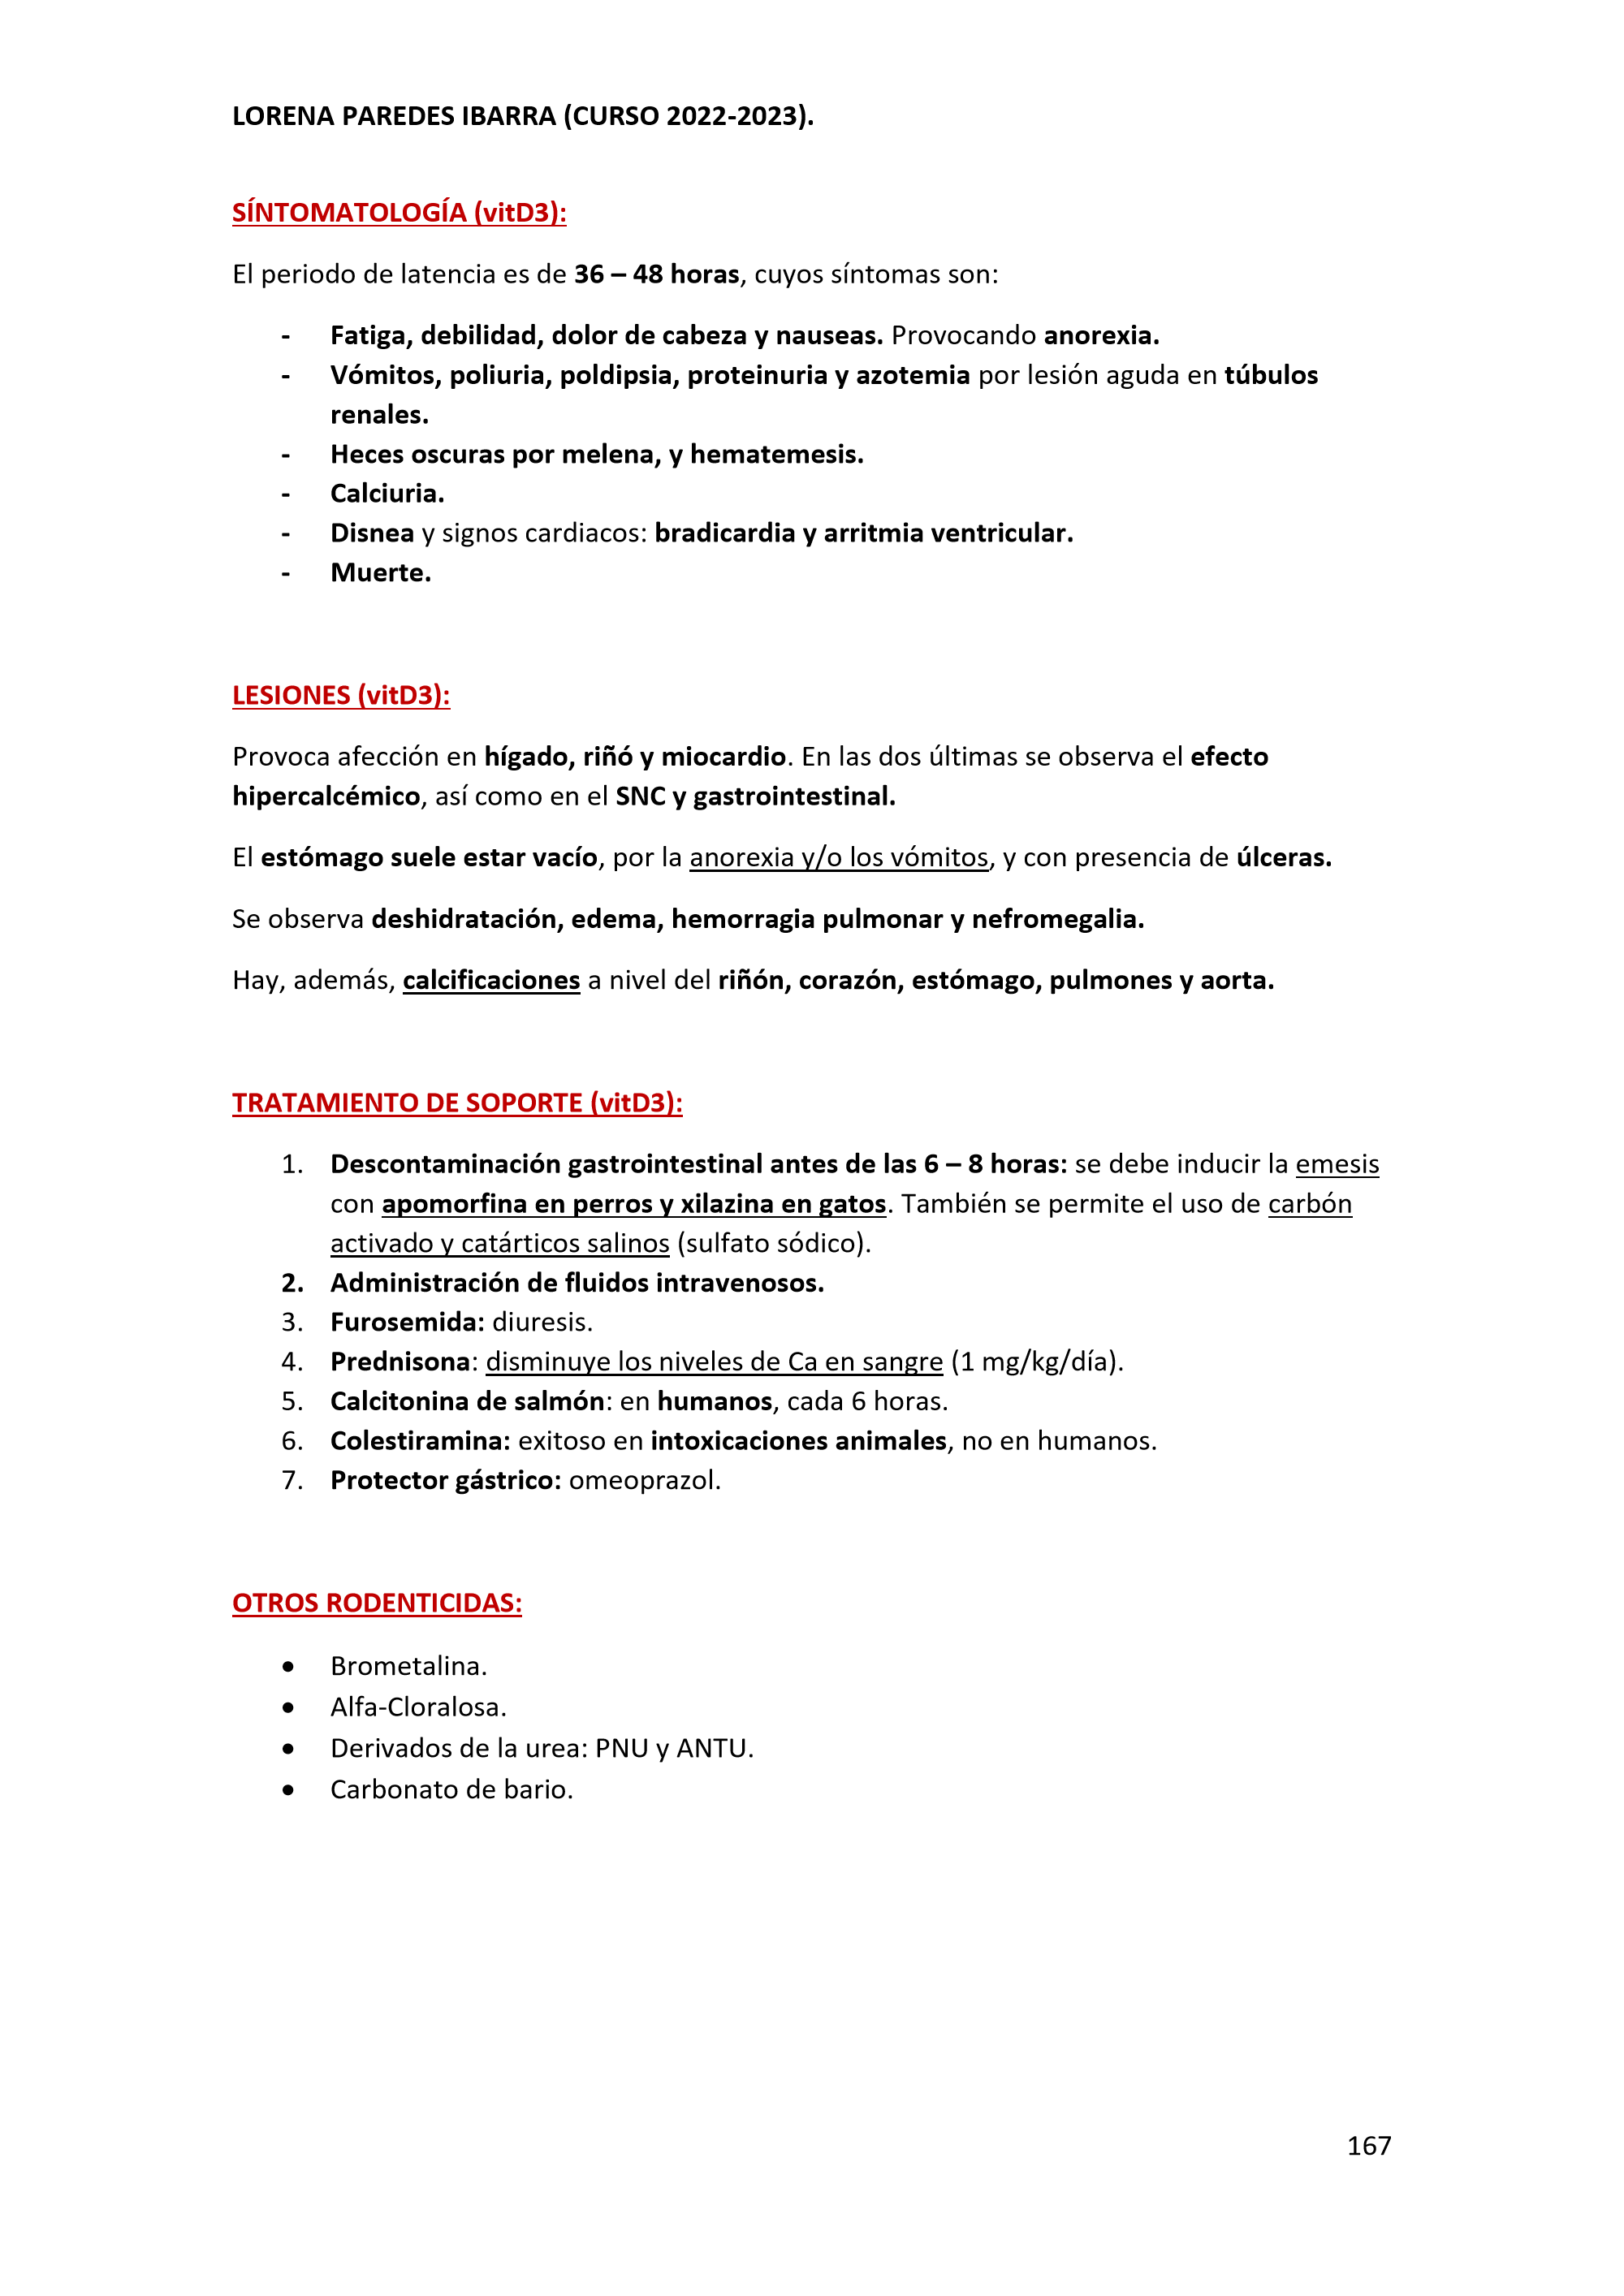 LORENA PAREDES IBARRA (CURSO 2022-2023).
SÍNTOMATOLOGÍA (vitD3):
El periodo de latencia es de 36 – 48 horas, cuyos síntomas son:
- Fatiga, debilidad, dolor de cabeza y nauseas. Provocando anorexia.
- Vómitos, poliuria, poldipsia, proteinuria y azotemia por lesión aguda en túbulos
renales.
- Heces oscuras por melena, y hematemesis.
- Calciuria.
- Disnea y signos cardiacos: bradicardia y arritmia ventricular.
- Muerte.
LESIONES (vitD3):
Provoca afección en hígado, riñó y miocardio. En las dos últimas se observa el efecto
hipercalcémico, así como en el SNC y gastrointestinal.
El estómago suele estar vacío, por la anorexia y/o los vómitos, y con presencia de úlceras.
Se observa deshidratación, edema, hemorragia pulmonar y nefromegalia.
Hay, además, calcificaciones a nivel del riñón, corazón, estómago, pulmones y aorta.
TRATAMIENTO DE SOPORTE (vitD3):
1. Descontaminación gastrointestinal antes de las 6 – 8 horas: se debe inducir la emesis
con apomorfina en perros y xilazina en gatos. También se permite el uso de carbón
activado y catárticos salinos (sulfato sódico).
2. Administración de fluidos intravenosos.
3. Furosemida: diuresis.
4. Prednisona: disminuye los niveles de Ca en sangre (1 mg/kg/día).
5. Calcitonina de salmón: en humanos, cada 6 horas.
6. Colestiramina: exitoso en intoxicaciones animales, no en humanos.
7. Protector gástrico: omeoprazol.
OTROS RODENTICIDAS:
• Brometalina.
• Alfa-Cloralosa.
• Derivados de la urea: PNU y ANTU.
• Carbonato de bario.
167